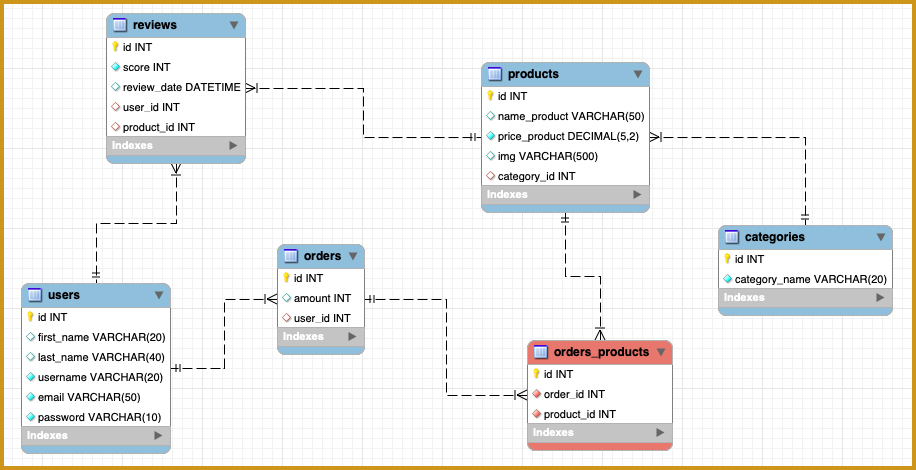 reviews
id INT
score INT
review_date DATETIME
user_id INT
product_id INT
Indexes
products
id INT
name_product VARCHAR(50)
price_product DECIMAL(5,2)
img VARCHAR(500)
category_id INT
Indexes
categories
id INT
category_name VARCHAR(20)
Indexes
orders
id INT
amount INT
user_id INT
Indexes
users
id INT
first_name VARCHAR(20)
last_name VARCHAR(40)
username VARCHAR(20)
email VARCHAR(50)
password VARCHAR(10)
Indexes
orders_products
id INT
order_id INT
product_id INT
Indexes